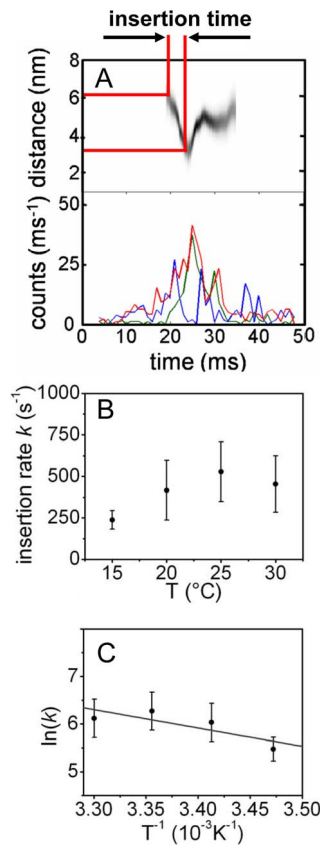 insertion time
A
distance (nm)
8
6
4
2
counts (ms⁻¹)
50
25
0
0 10 20 30 40 50
time (ms)
B
insertion rate k (s⁻¹)
1000
750
500
250
0
15 20 25 30
T (°C)
C
ln(k)
7
6
5
3.30 3.35 3.40 3.45 3.50
T⁻¹ (10⁻³K⁻¹)